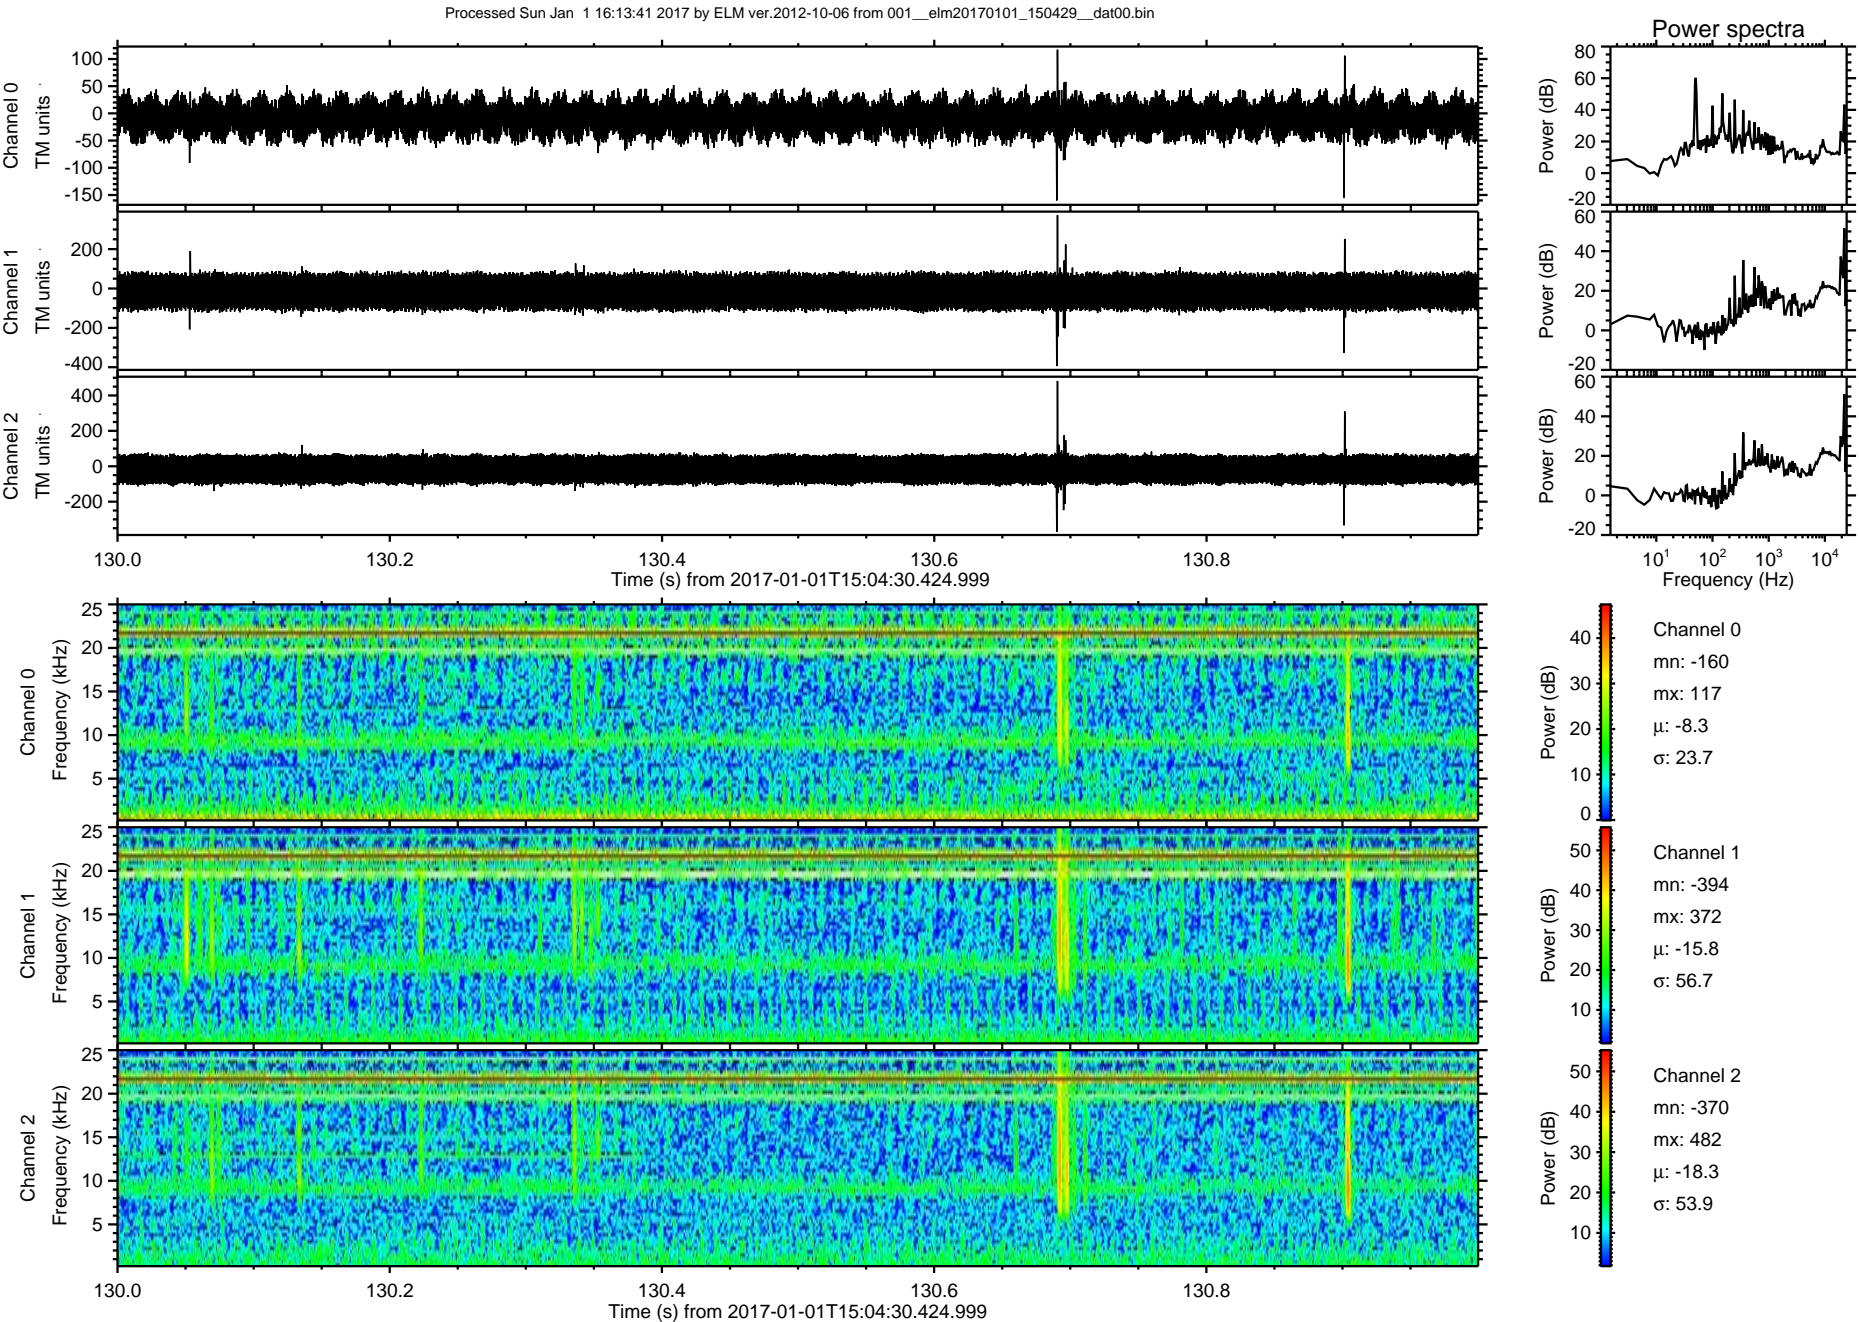 Processed Sun Jan  1 16:13:41 2017 by ELM ver.2012-10-06 from 001__elm20170101_150429__dat00.bin
Power spectra
Channel 0
TM units
100
50
0
-50
-100
-150
Power (dB)
80
60
40
20
0
-20
Channel 1
TM units
200
0
-200
-400
Power (dB)
60
40
20
0
-20
Channel 2
TM units
400
200
0
-200
Power (dB)
60
40
20
0
-20
130.0 130.2 130.4 130.6 130.8
Time (s) from 2017-01-01T15:04:30.424.999
10^1 10^2 10^3 10^4
Frequency (Hz)
Channel 0
Frequency (kHz)
25
20
15
10
5
Power (dB)
40
30
20
10
0
Channel 0
mn: -160
mx: 117
μ: -8.3
σ: 23.7
Channel 1
Frequency (kHz)
25
20
15
10
5
Power (dB)
50
40
30
20
10
Channel 1
mn: -394
mx: 372
μ: -15.8
σ: 56.7
Channel 2
Frequency (kHz)
25
20
15
10
5
Power (dB)
50
40
30
20
10
Channel 2
mn: -370
mx: 482
μ: -18.3
σ: 53.9
130.0 130.2 130.4 130.6 130.8
Time (s) from 2017-01-01T15:04:30.424.999